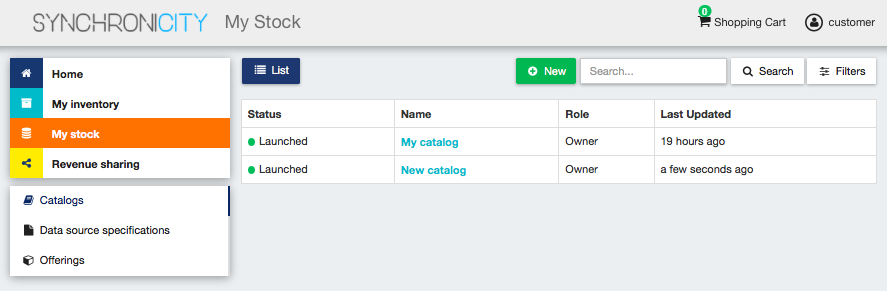 SYNCHRONICITY My Stock 0 Shopping Cart customer
Home
My inventory
My stock
Revenue sharing
Catalogs
Data source specifications
Offerings
List New Search... Search Filters
Status Name Role Last Updated
Launched My catalog Owner 19 hours ago
Launched New catalog Owner a few seconds ago